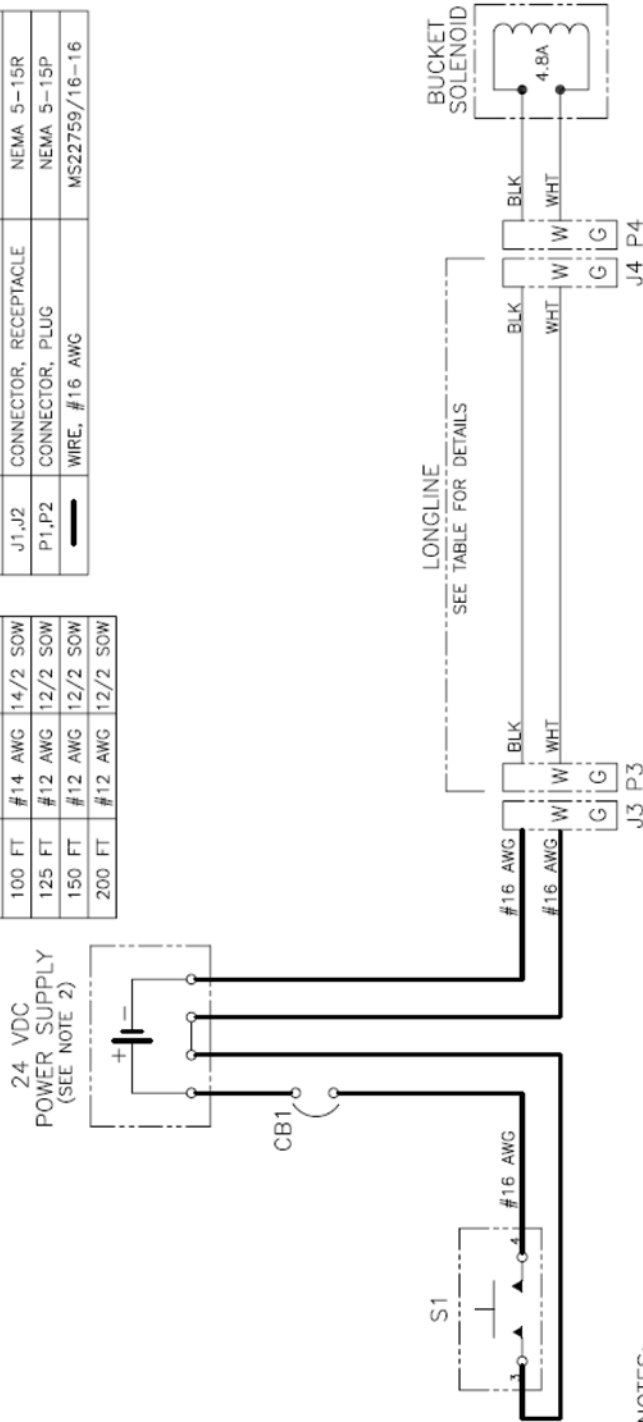 100 FT #14 AWG 14/2 SOW
125 FT #12 AWG 12/2 SOW
150 FT #12 AWG 12/2 SOW
200 FT #12 AWG 12/2 SOW
J1,J2 CONNECTOR, RECEPTACLE NEMA 5-15R
P1,P2 CONNECTOR, PLUG NEMA 5-15P
WIRE, #16 AWG MS22759/16-16
24 VDC
POWER SUPPLY
(SEE NOTE 2)
+ -
CB1
S1
3 4
#16 AWG
#16 AWG
#16 AWG
J3 P3
W W
G G
BLK
WHT
LONGLINE
SEE TABLE FOR DETAILS
BLK
WHT
J4 P4
W W
G G
BLK
WHT
BUCKET
SOLENOID
4.8A
NOTES: